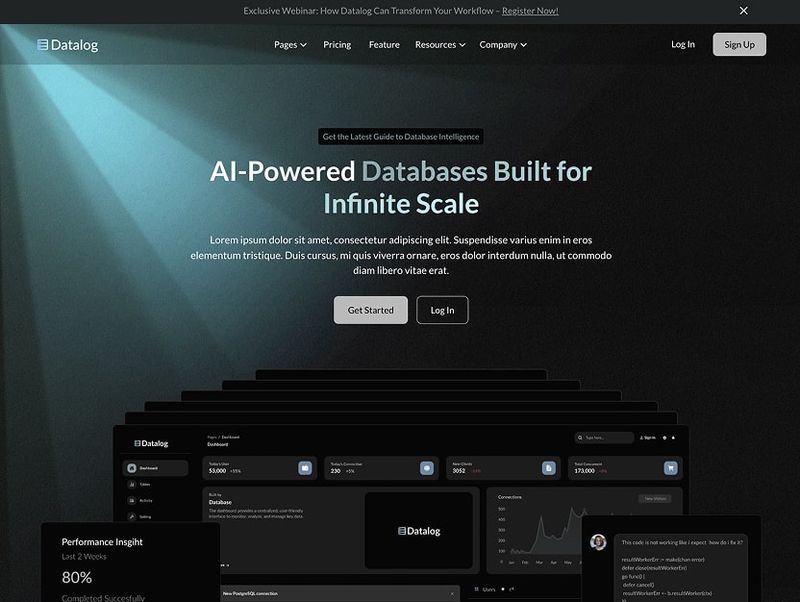 Exclusive Webinar: How Datalog Can Transform Your Workflow – Register Now!
Datalog
Pages
Pricing
Feature
Resources
Company
Log In
Sign Up
Get the Latest Guide to Database Intelligence
AI-Powered Databases Built for
Infinite Scale
Lorem ipsum dolor sit amet, consectetur adipiscing elit. Suspendisse varius enim in eros
elementum tristique. Duis cursus, mi quis viverra ornare, eros dolor interdum nulla, ut commodo
diam libero vitae erat.
Get Started
Log In
Datalog
Pages / Dashboard
Dashboard
Type here...
Sign In
Dashboard
Tables
Activity
Setting
Today's User
53,000 +55%
Today's Connection
230 +5%
New Clients
3052
Total Concurrent
173,000
Built by
Database
The dashboard provides a centralized, user-friendly
interface to monitor, analyze, and manage key data.
Datalog
Connections
New Visitors
500
400
300
200
100
0
Jan Feb Mar Apr May
Performance Insgiht
Last 2 Weeks
80%
Completed Succesfully
New PostgreSQL connection
Users
This code is not working like i expect. how do i fix it?
resultWorkerErr := make(chan error)
defer close(resultWorkerErr)
go func() {
defer cancel()
resultWorkerErr <- b.resultWorker(ctx)